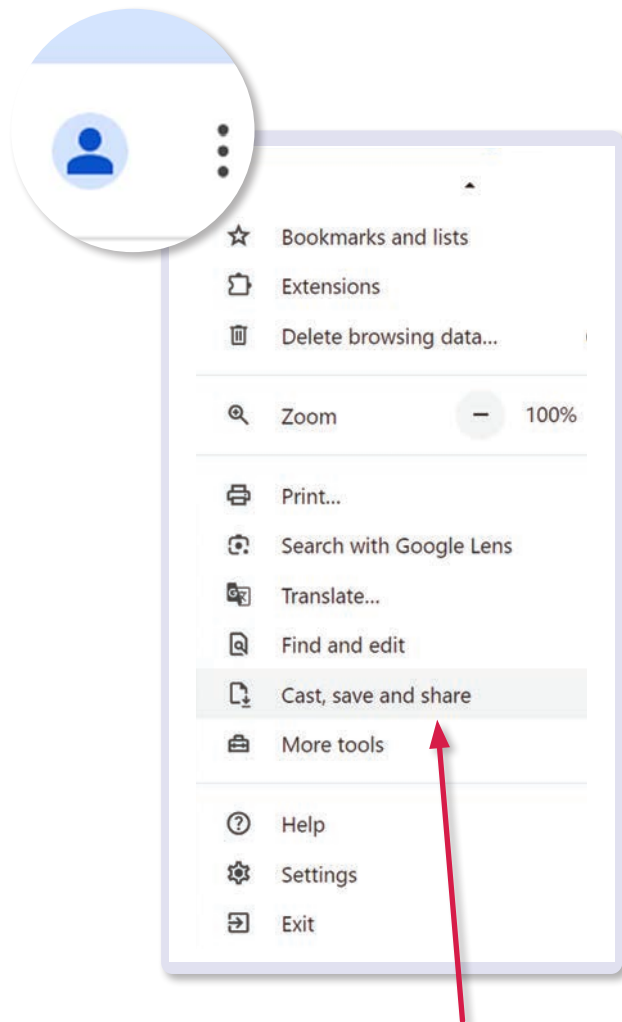 Bookmarks and lists
Extensions
Delete browsing data...
Zoom - 100%
Print...
Search with Google Lens
Translate...
Find and edit
Cast, save and share
More tools
Help
Settings
Exit